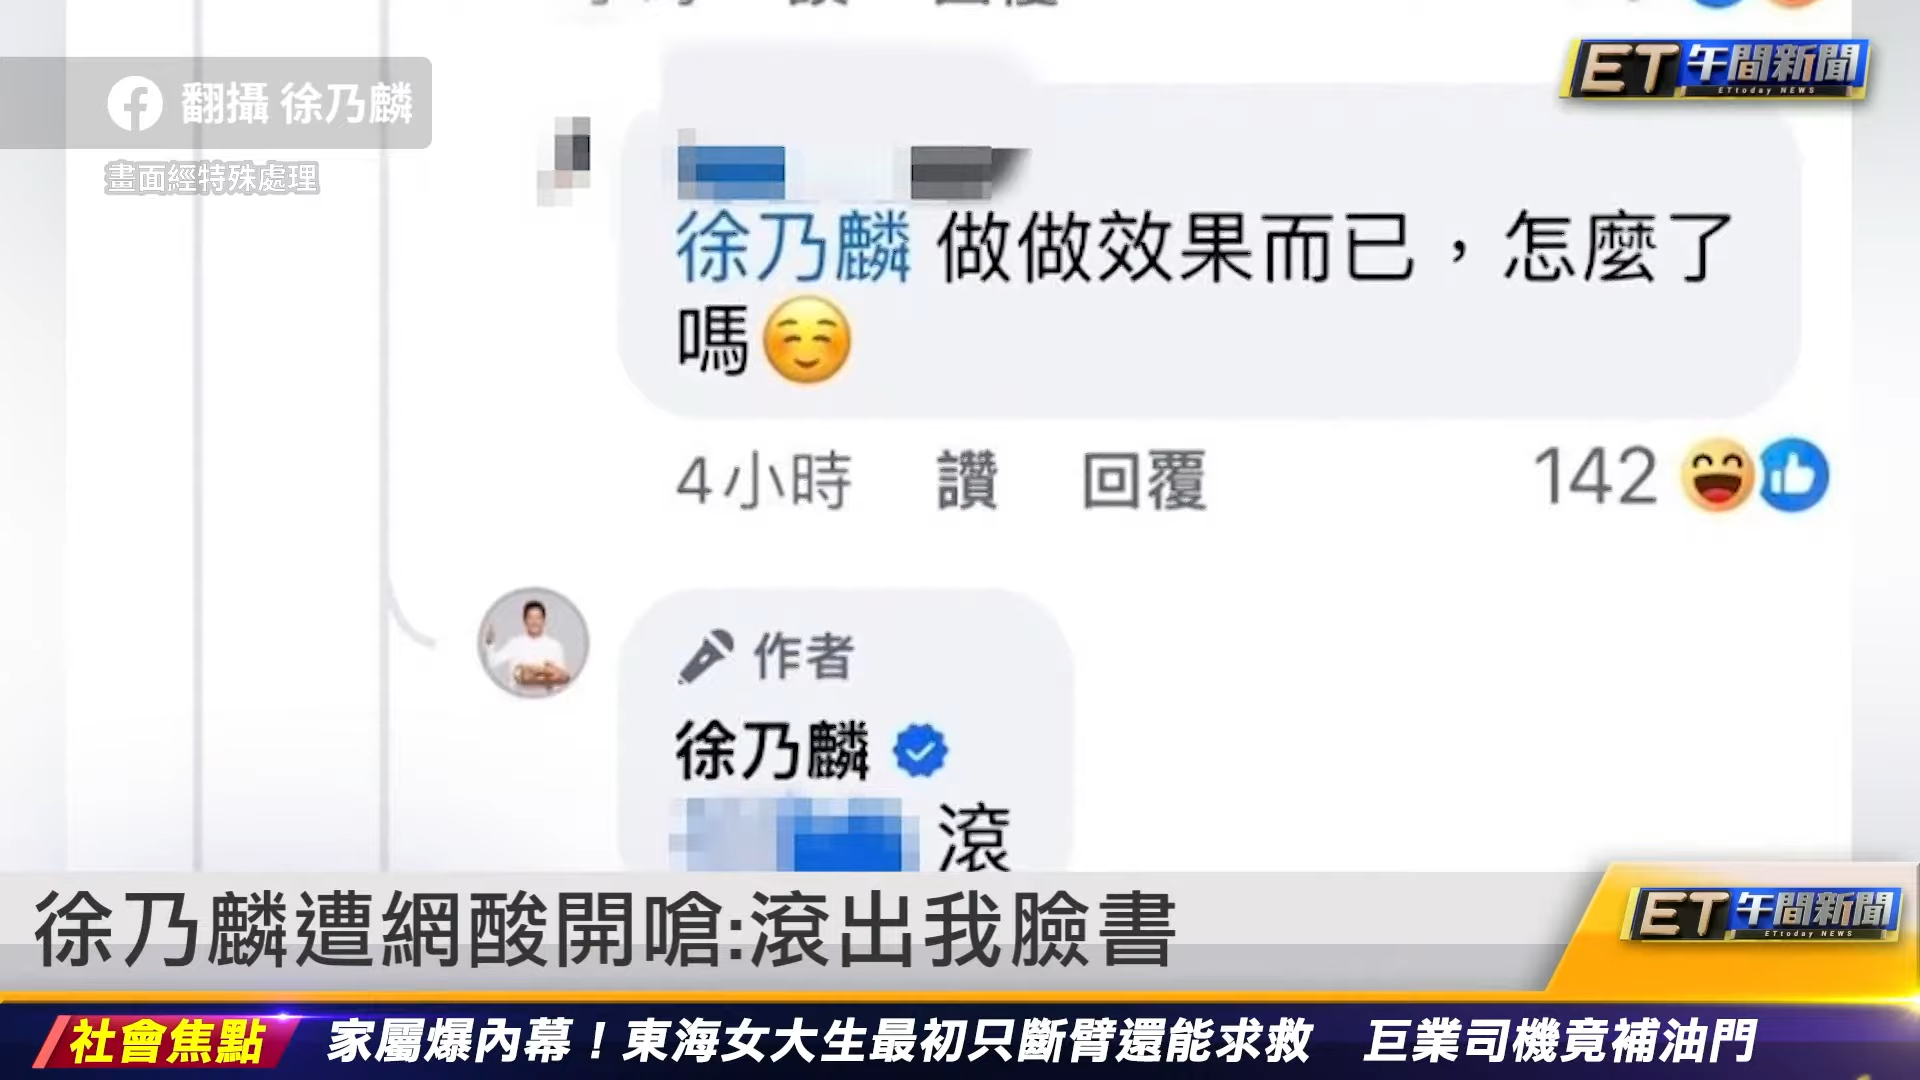 翻攝 徐乃麟
畫面經特殊處理
ET午間新聞
ETtoday NEWS
徐乃麟 做做效果而已，怎麼了
嗎
4小時 讚 回覆 142
作者
徐乃麟
滾
徐乃麟遭網酸開嗆:滾出我臉書
ET午間新聞
ETtoday NEWS
社會焦點 家屬爆內幕！東海女大生最初只斷臂還能求救 巨業司機竟補油門